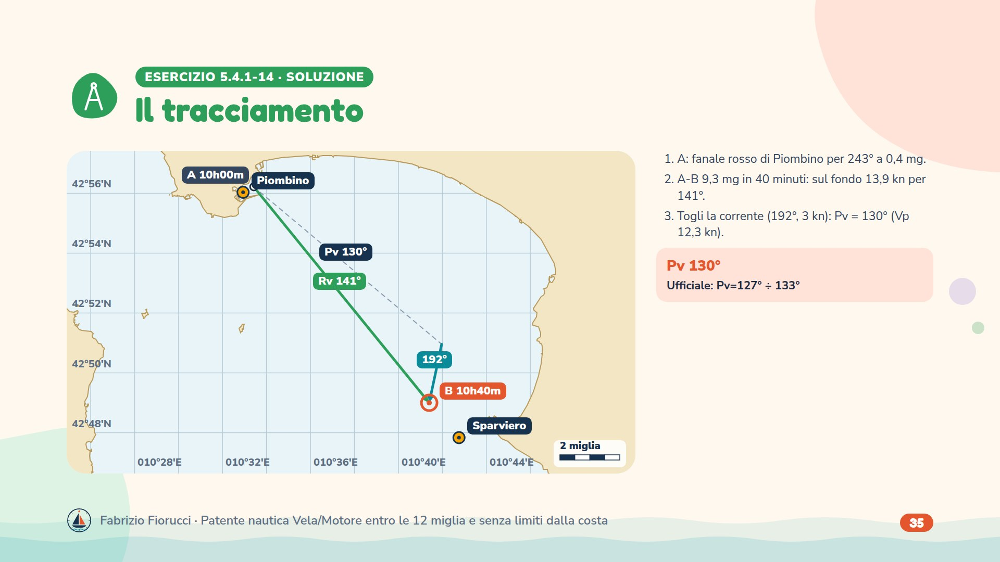 ESERCIZIO 5.4.1-14 · SOLUZIONE
Il tracciamento
A 10h00m
Piombino
42°56'N
42°54'N
Pv 130°
Rv 141°
42°52'N
42°50'N
192°
B 10h40m
42°48'N
Sparviero
2 miglia
010°28'E
010°32'E
010°36'E
010°40'E
010°44'E
1. A: fanale rosso di Piombino per 243° a 0,4 mg.
2. A-B 9,3 mg in 40 minuti: sul fondo 13,9 kn per
141°.
3. Togli la corrente (192°, 3 kn): Pv = 130° (Vp
12,3 kn).
Pv 130°
Ufficiale: Pv=127° ÷ 133°
Fabrizio Fiorucci · Patente nautica Vela/Motore entro le 12 miglia e senza limiti dalla costa
35